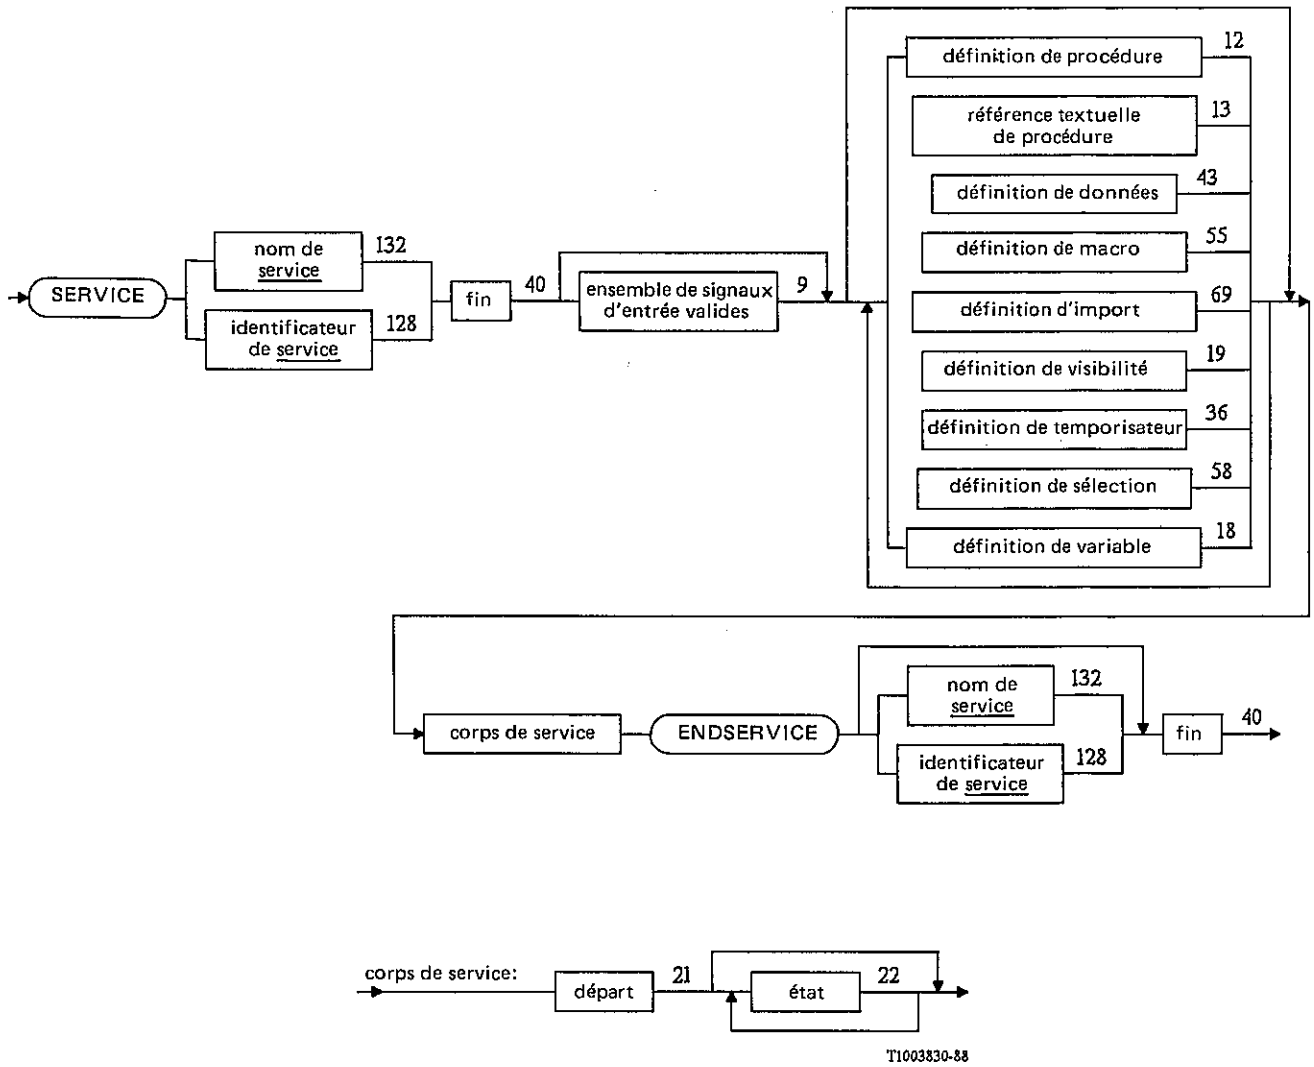 définition de procédure
12
référence textuelle
de procédure
13
définition de données
43
définition de macro
55
SERVICE
nom de
service
132
identificateur
de service
128
fin
40
ensemble de signaux
d'entrée valides
9
définition d'import
69
définition de visibilité
19
définition de temporisateur
36
définition de sélection
58
définition de variable
18
corps de service
ENDSERVICE
nom de
service
132
identificateur
de service
128
fin
40
corps de service:
départ
21
état
22
T1003830-88